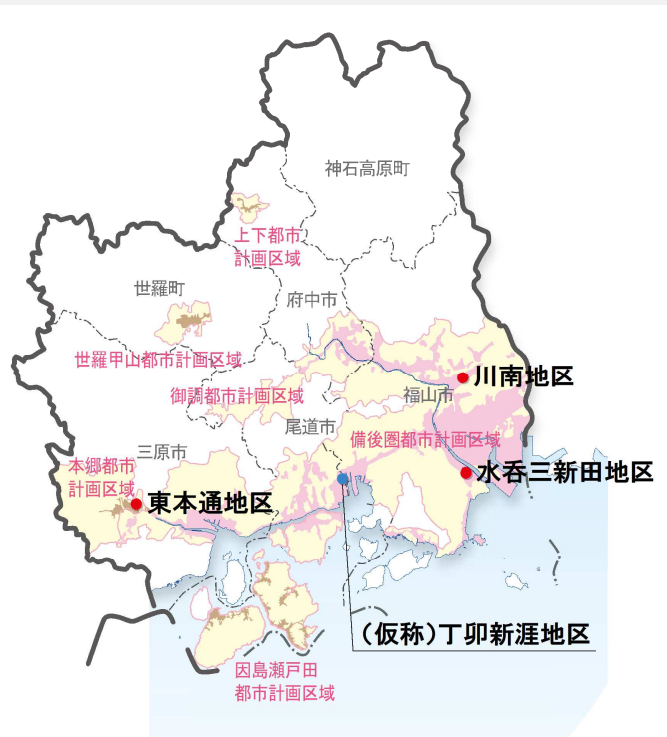 神石高原町
上下都市
計画区域
世羅町
府中市
世羅甲山都市計画区域
川南地区
御調都市計画区域
福山市
尾道市
備後圏都市計画区域
三原市
本郷都市
計画区域
水呑三新田地区
東本通地区
(仮称)丁卯新涯地区
因島瀬戸田
都市計画区域